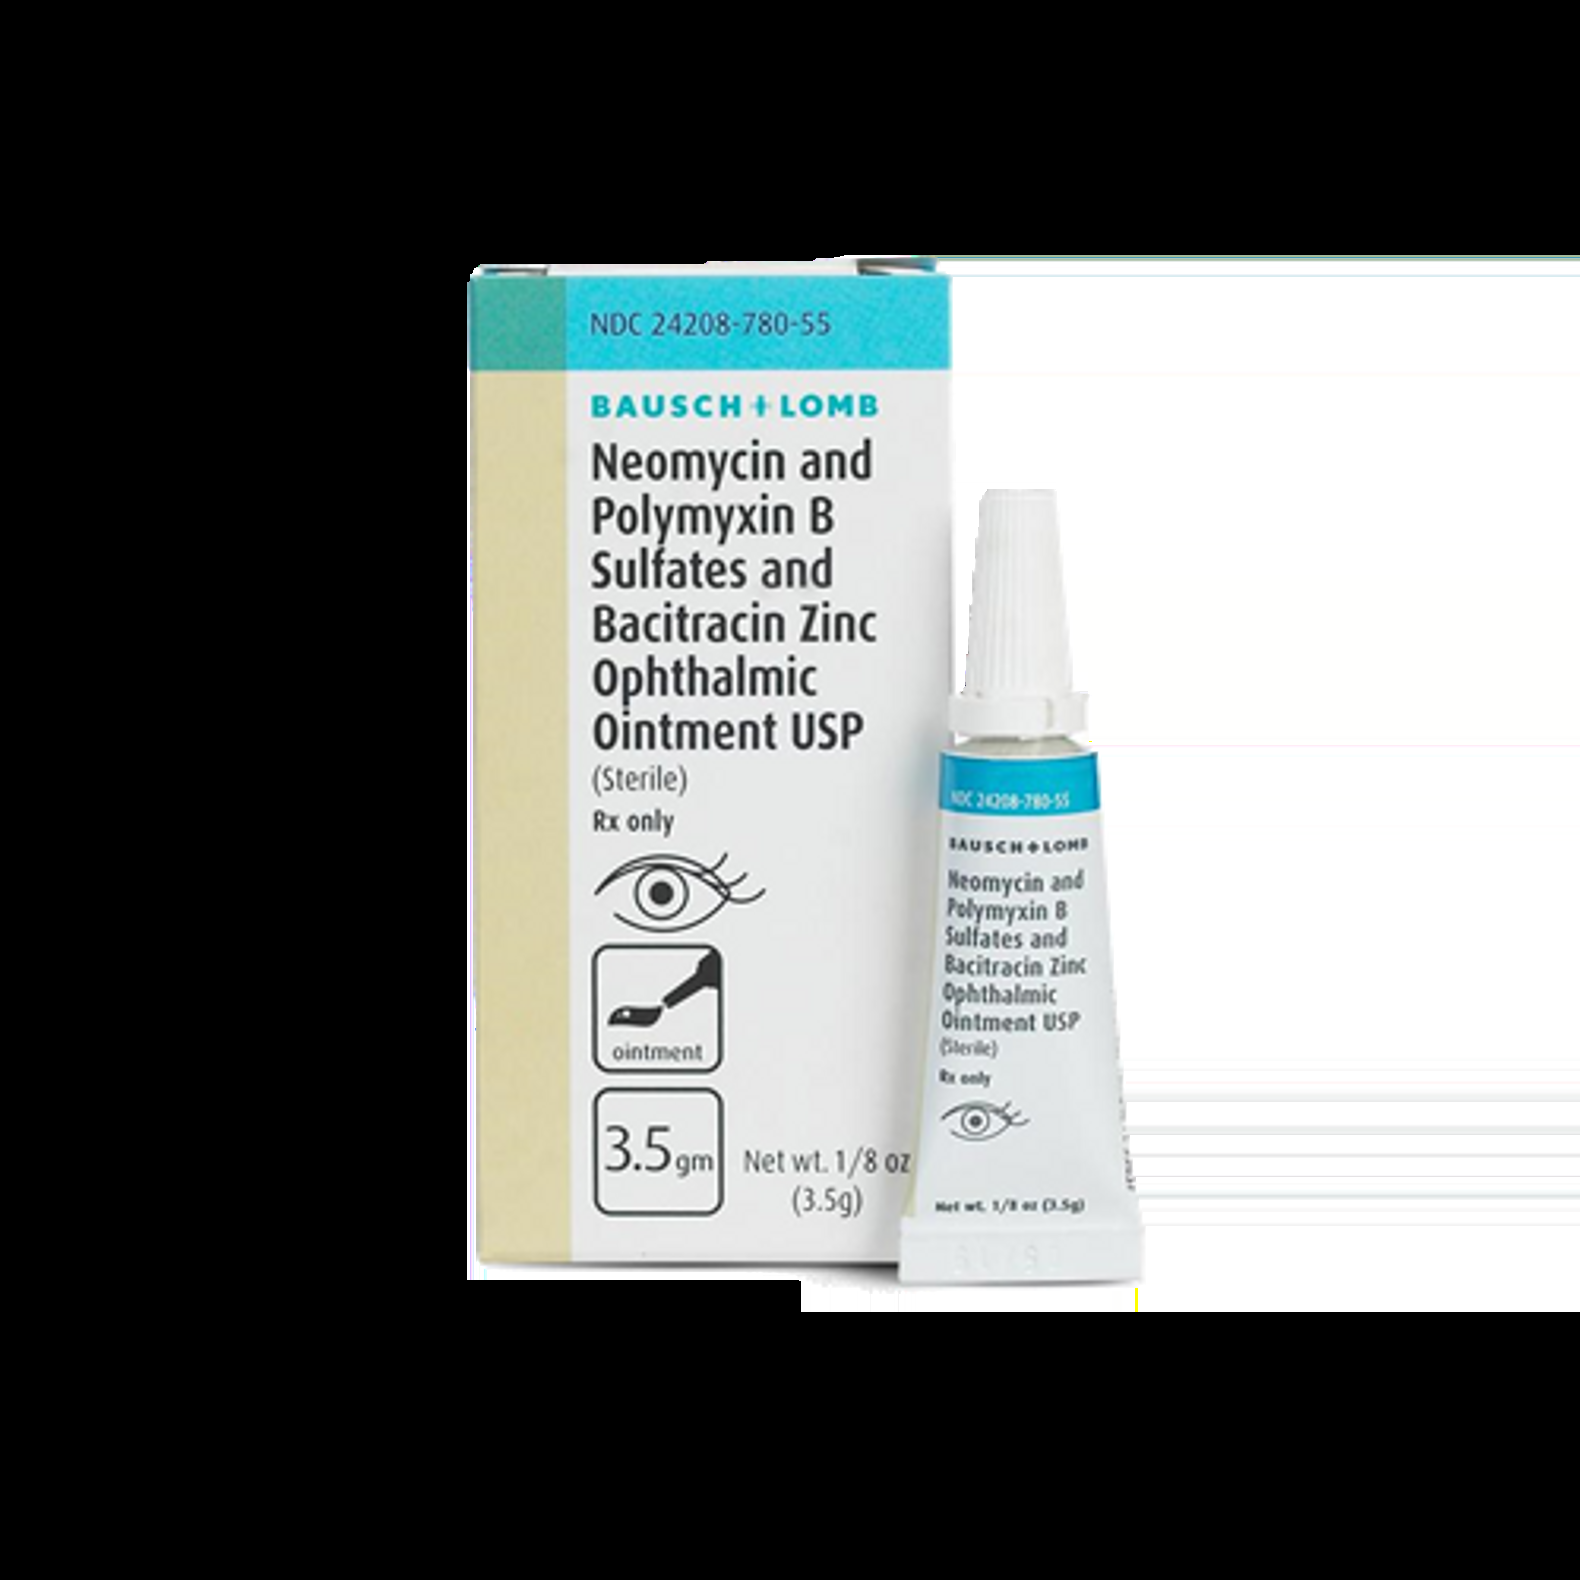 NDC 24208-780-55
BAUSCH + LOMB
Neomycin and
Polymyxin B
Sulfates and
Bacitracin Zinc
Ophthalmic
Ointment USP
(Sterile)
Rx only
ointment
3.5 gm
Net wt. 1/8 oz
(3.5g)
NDC 24208-780-55
BAUSCH + LOMB
Neomycin and
Polymyxin B
Sulfates and
Bacitracin Zinc
Ophthalmic
Ointment USP
(Sterile)
Rx only
Net wt. 1/8 oz (3.5g)